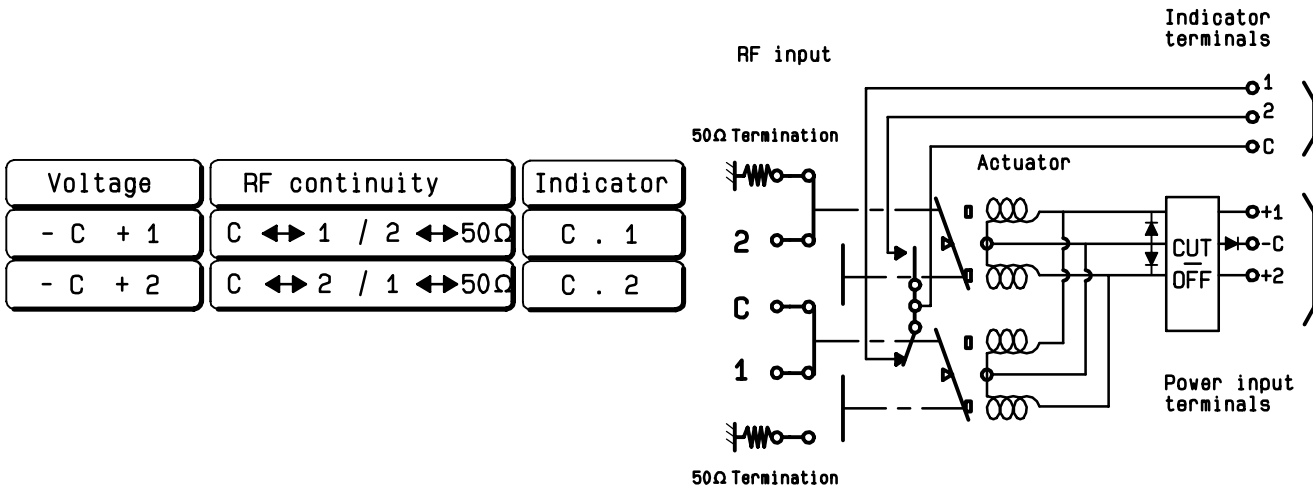 Voltage RF continuity Indicator
- C + 1 C ↔ 1 / 2 ↔ 50Ω C . 1
- C + 2 C ↔ 2 / 1 ↔ 50Ω C . 2
Indicator
terminals
RF input
1
2
C
50Ω Termination
Actuator
2
C
1
50Ω Termination
+1
-C
+2
CUT
OFF
Power input
terminals